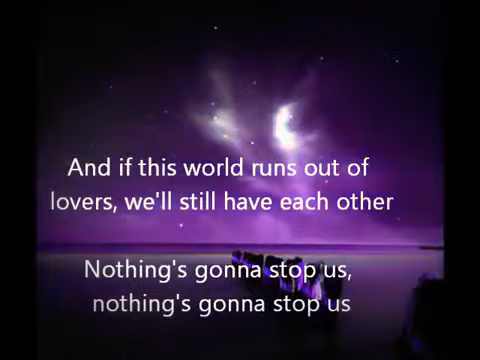 And if this world runs out of
lovers, we'll still have each other
Nothing's gonna stop us,
nothing's gonna stop us